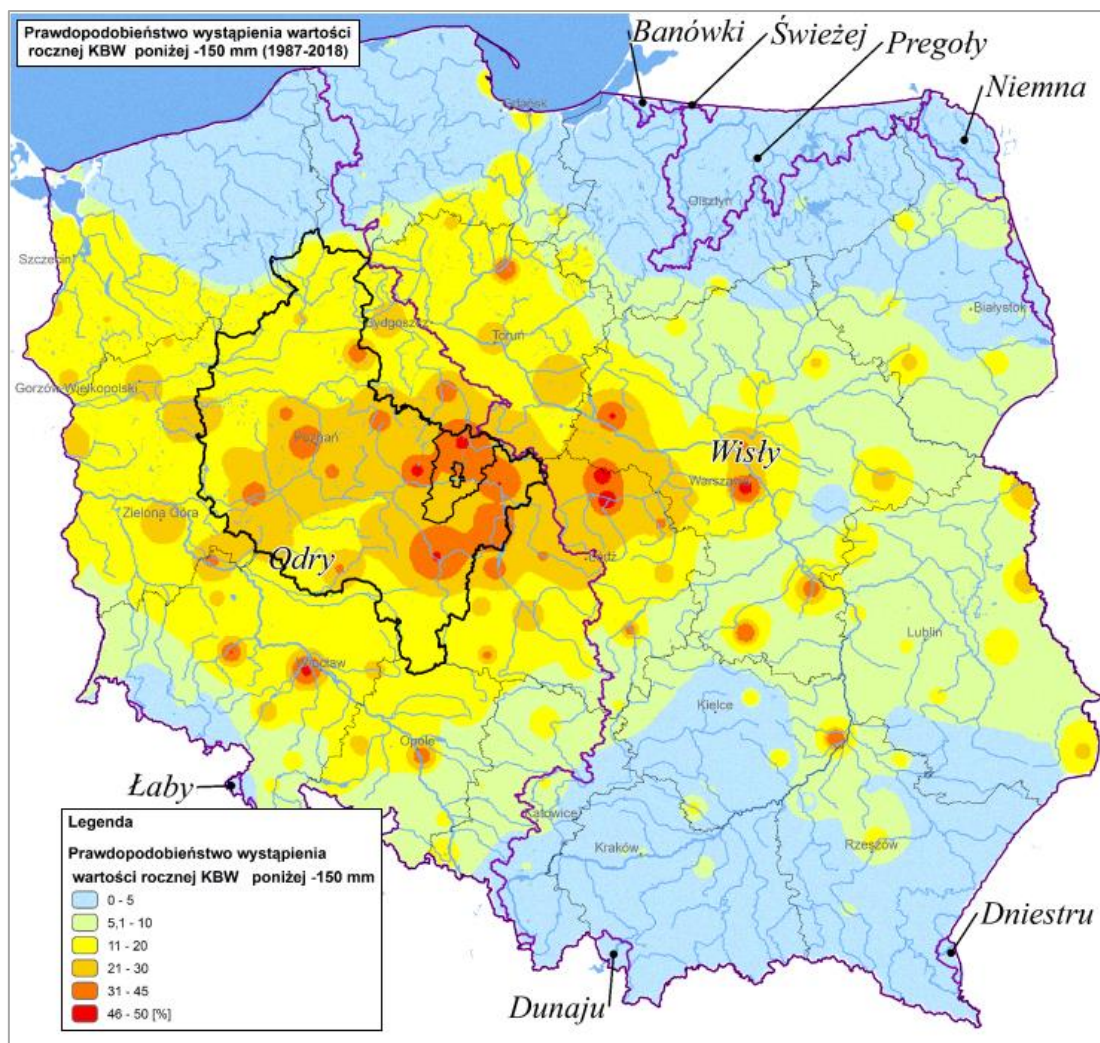 Prawdopodobieństwo wystąpienia wartości
rocznej KBW poniżej -150 mm (1987-2018)
Banówki
Świeżej
Pregoły
Niemna
Gdańsk
Olsztyn
Szczecin
Białystok
Bydgoszcz
Toruń
Gorzów Wielkopolski
Poznań
Wisły
Warszawa
Zielona Góra
Odry
Łódź
Lublin
Wrocław
Kielce
Opole
Łaby
Katowice
Kraków
Rzeszów
Dniestru
Dunaju
Legenda
Prawdopodobieństwo wystąpienia
wartości rocznej KBW poniżej -150 mm
0 - 5
5,1 - 10
11 - 20
21 - 30
31 - 45
46 - 50 [%]